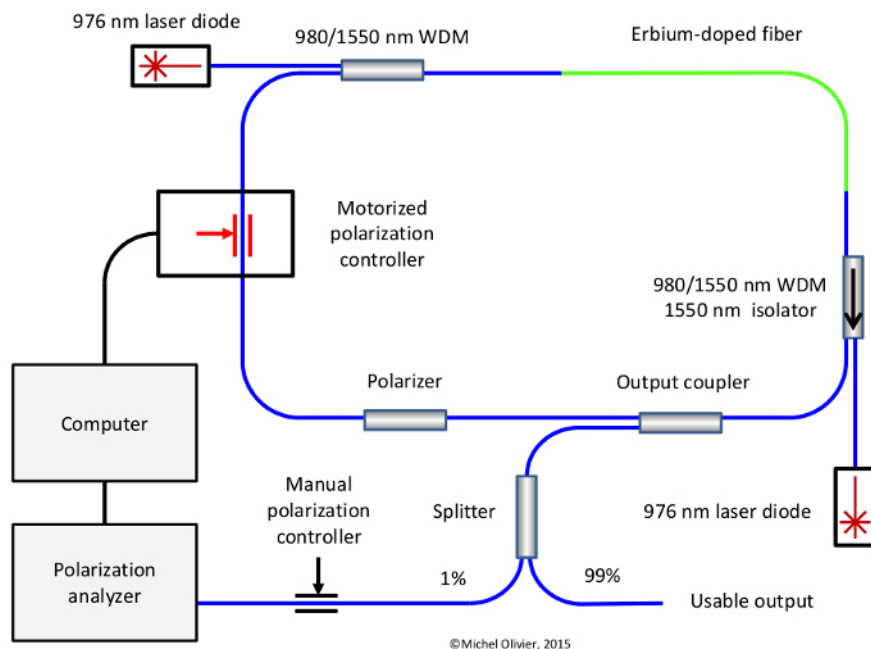 976 nm laser diode
980/1550 nm WDM
Erbium-doped fiber
Motorized
polarization
controller
980/1550 nm WDM
1550 nm isolator
Polarizer
Output coupler
Computer
Manual
polarization
controller
Splitter
976 nm laser diode
Polarization
analyzer
1%
99%
Usable output
©Michel Olivier, 2015